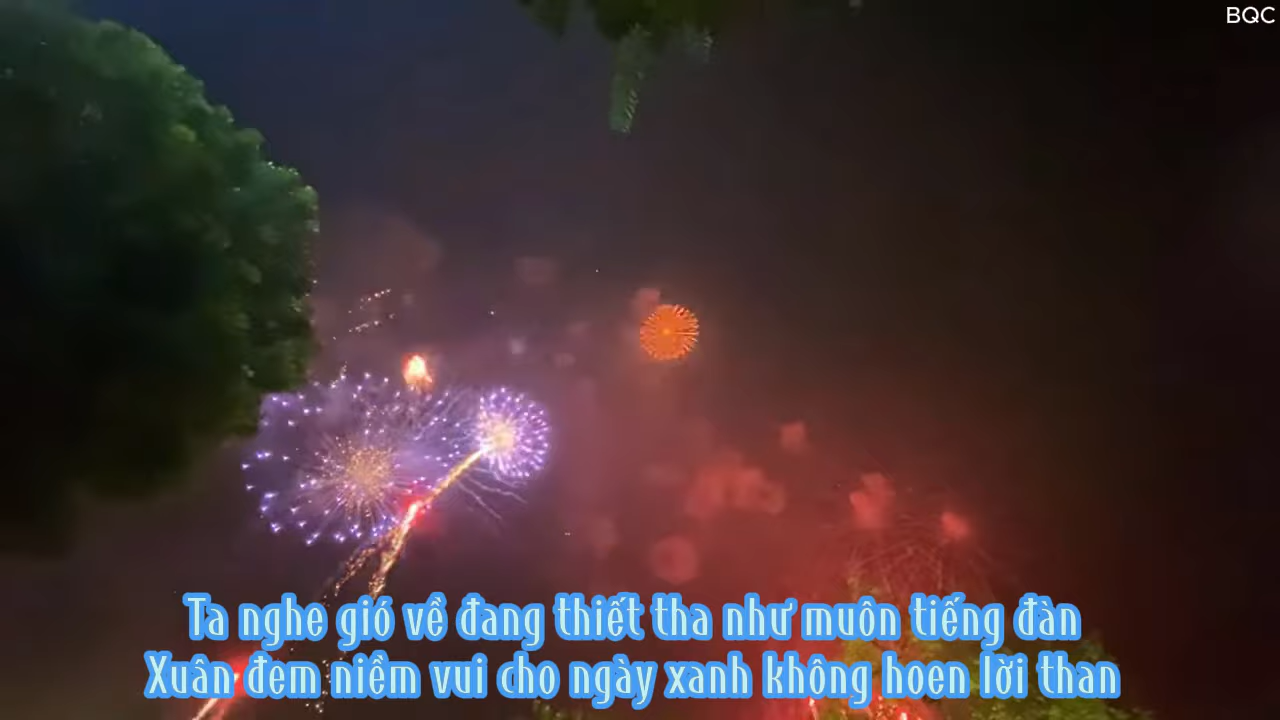 BQC
Ta nghe gió về đang thiết tha như muôn tiếng đàn
Xuân đem niềm vui cho ngày xanh không hoen lời than